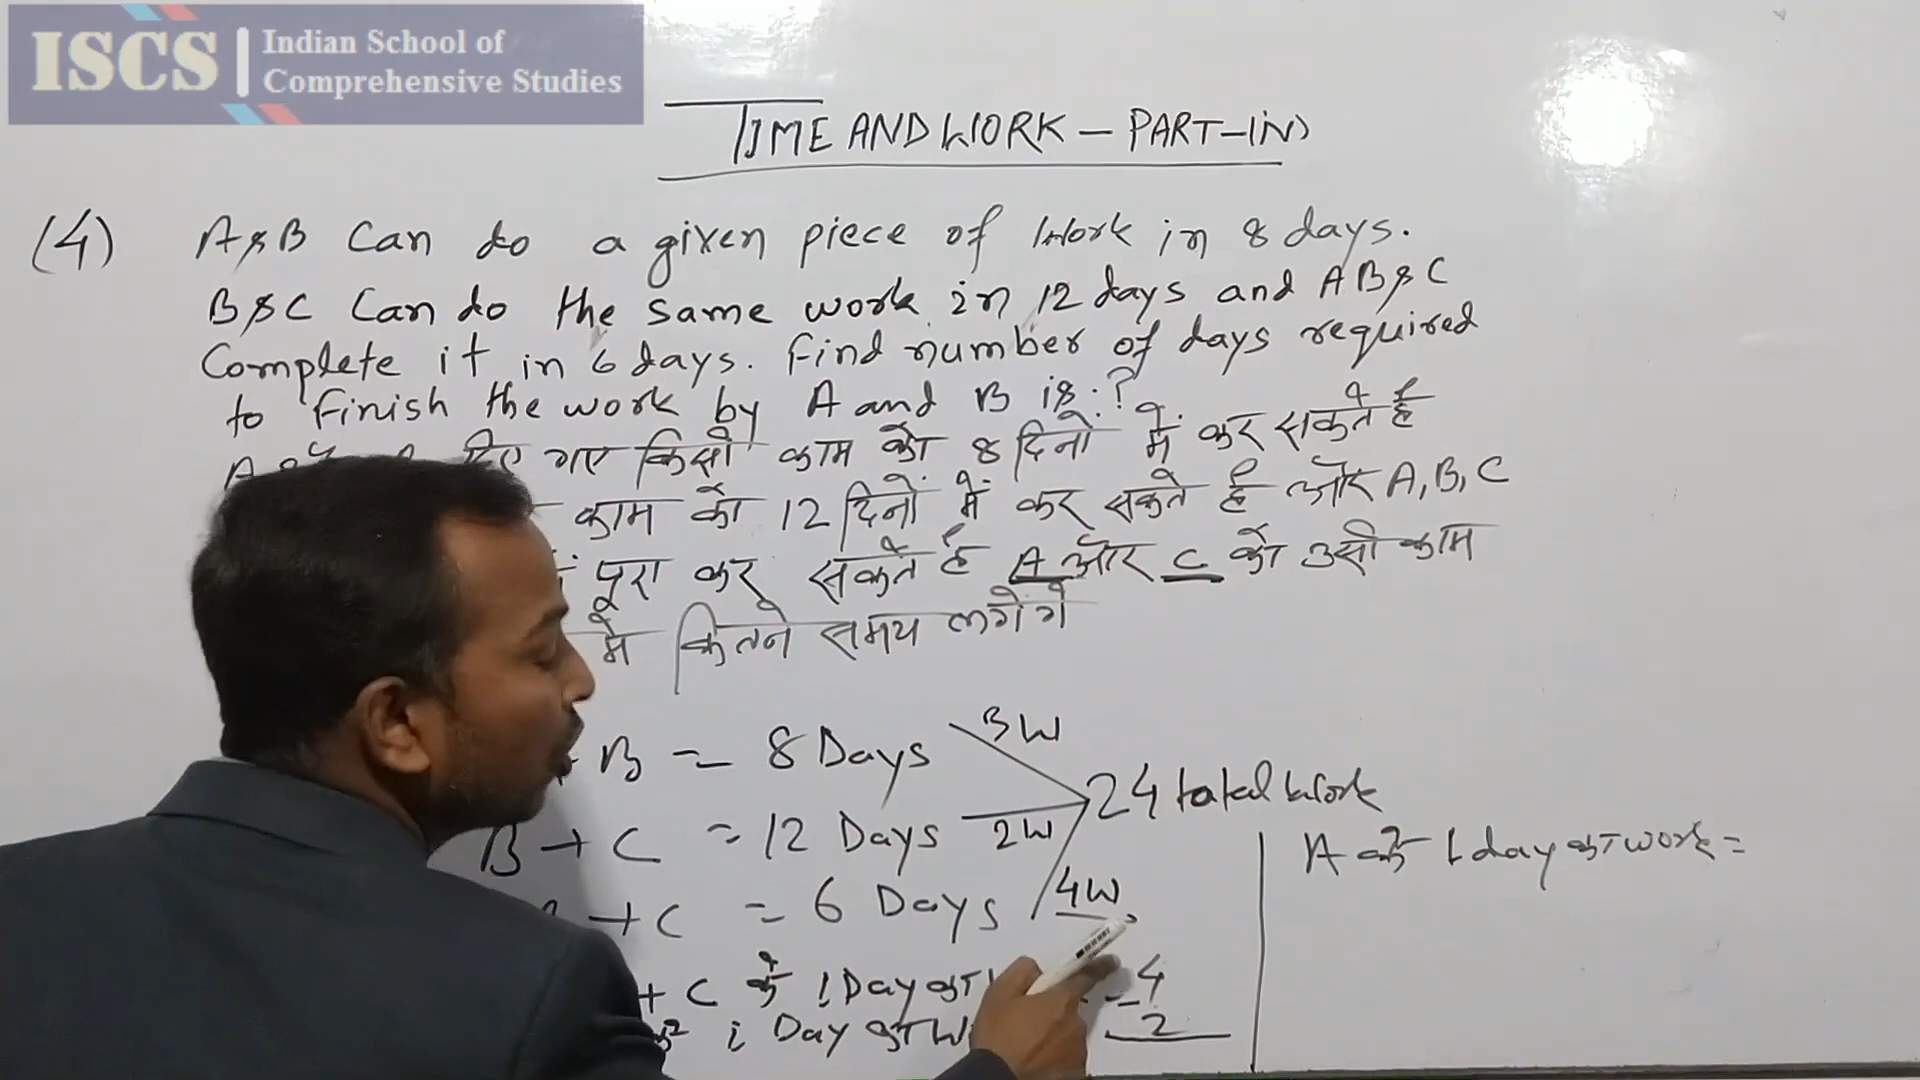 ISCS
Indian School of
Comprehensive Studies
TIME AND WORK - PART-IV)
(4) A & B Can do a given piece of Work in 8 days.
B & C Can do the same work in 12 days and A B & C
Complete it in 6 days. Find number of days required
to finish the work by A and B is.?
दिए गए किसी काम को 8 दिनों में कर सकते है
काम को 12 दिनों में कर सकते है और A, B, C
पूरा कर सकते है A और C को उसी काम
मे कितने समय लगेगे
B = 8 Days 3W
24 total work
B + C = 12 Days 2W
A के 1 day का work =
+ C = 6 Days 4W
+ C के 1 Day का = 4
1 Day का W 2